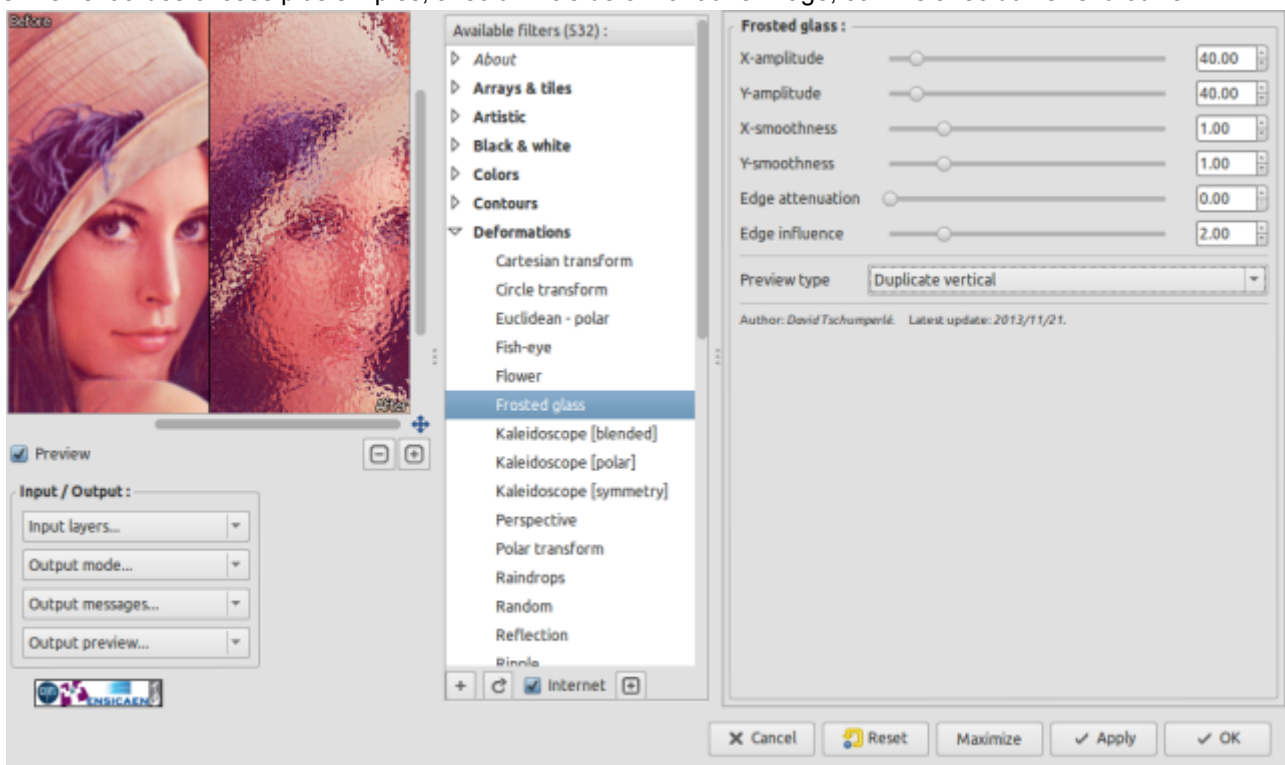 Before
After
Preview
Input / Output :
Input layers...
Output mode...
Output messages...
Output preview...
ENSICAEN
Available filters (532) :
About
Arrays & tiles
Artistic
Black & white
Colors
Contours
Deformations
Cartesian transform
Circle transform
Euclidean - polar
Fish-eye
Flower
Frosted glass
Kaleidoscope [blended]
Kaleidoscope [polar]
Kaleidoscope [symmetry]
Perspective
Polar transform
Raindrops
Random
Reflection
Ripple
Internet
Frosted glass :
X-amplitude 40.00
Y-amplitude 40.00
X-smoothness 1.00
Y-smoothness 1.00
Edge attenuation 0.00
Edge influence 2.00
Preview type Duplicate vertical
Author: David Tschumperlé. Latest update: 2013/11/21.
Cancel Reset Maximize Apply OK